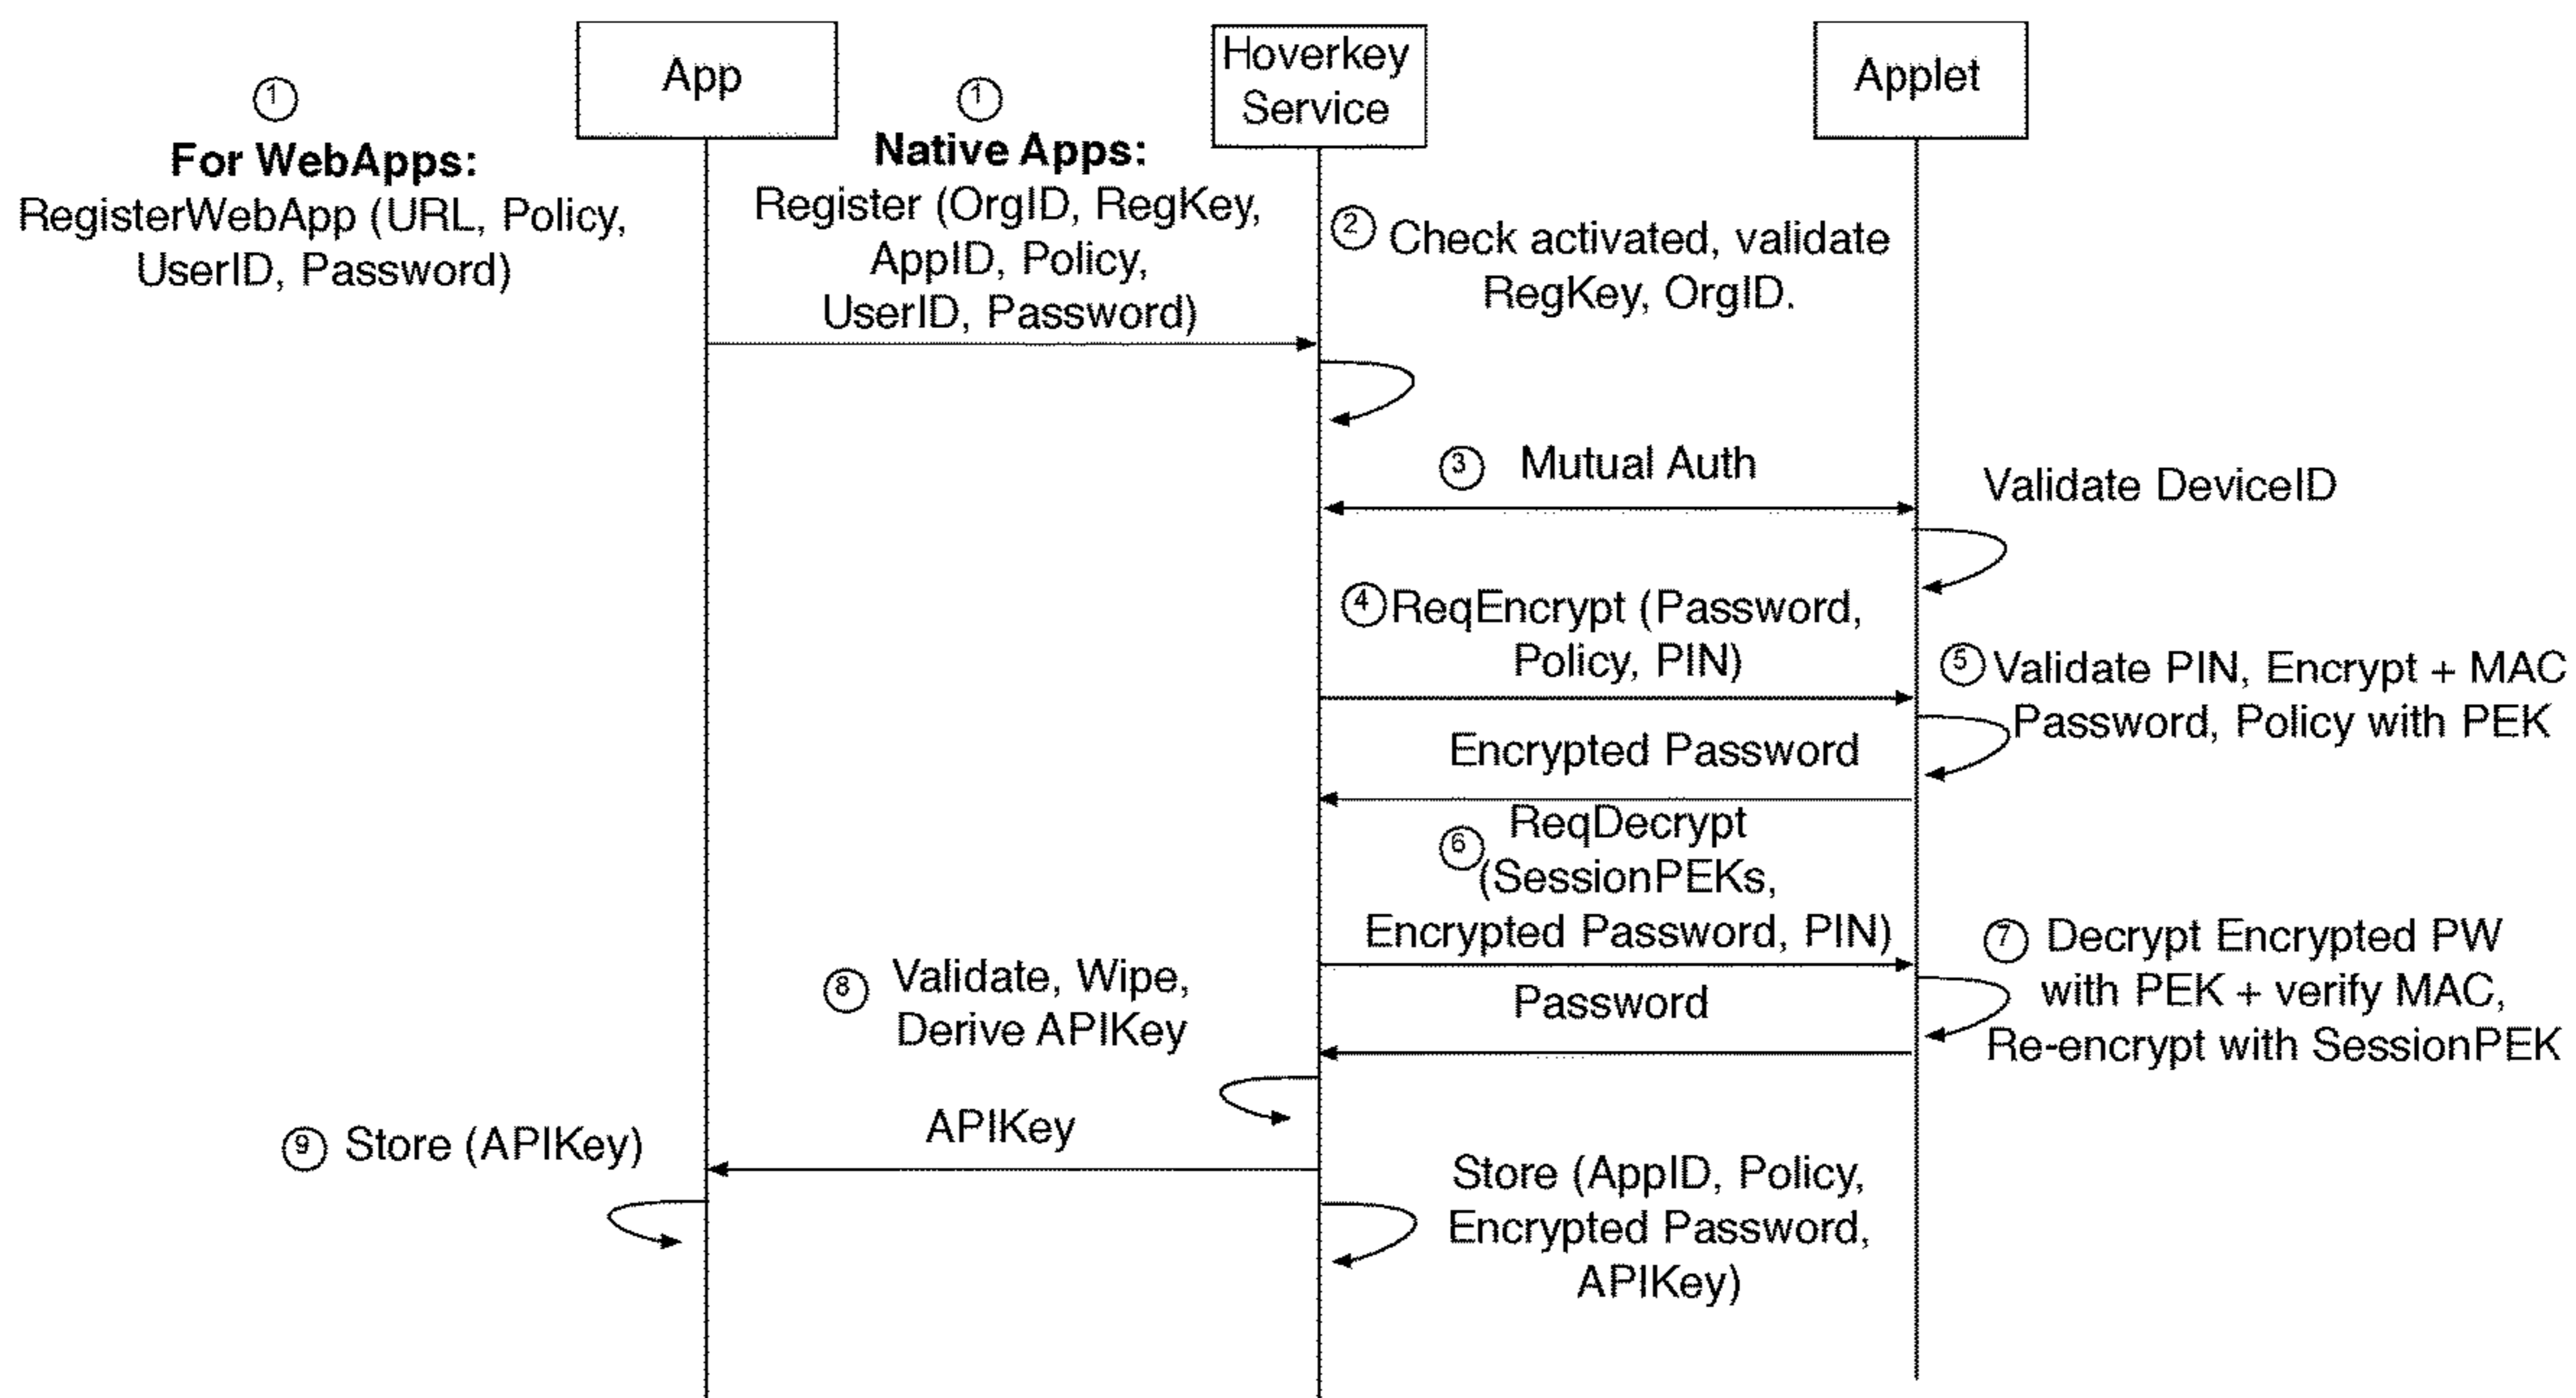 App
Hoverkey
Service
Applet
1
For WebApps:
RegisterWebApp (URL, Policy,
UserID, Password)
1
Native Apps:
Register (OrgID, RegKey,
AppID, Policy,
UserID, Password)
2 Check activated, validate
RegKey, OrgID.
3 Mutual Auth
Validate DeviceID
4 ReqEncrypt (Password,
Policy, PIN)
5 Validate PIN, Encrypt + MAC
Password, Policy with PEK
Encrypted Password
6 ReqDecrypt
(SessionPEKs,
Encrypted Password, PIN)
7 Decrypt Encrypted PW
with PEK + verify MAC,
Re-encrypt with SessionPEK
Password
8 Validate, Wipe,
Derive APIKey
APIKey
9 Store (APIKey)
Store (AppID, Policy,
Encrypted Password,
APIKey)